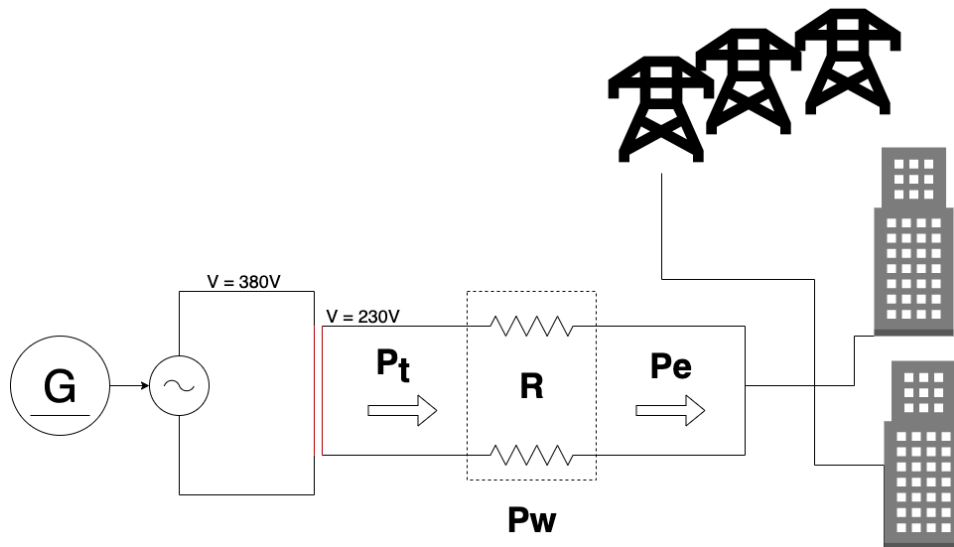 V = 380V
V = 230V
G
Pt
R
Pe
Pw